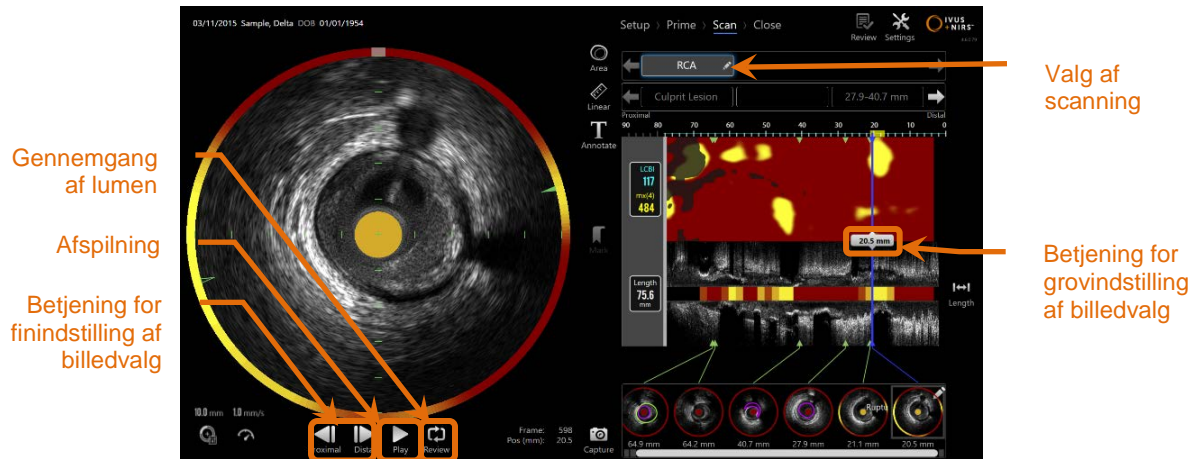 03/11/2015 Sample, Delta DOB 01/01/1954
Setup > Prime > Scan > Close
Review
Settings
IVUS
+NIRS™
Area
RCA
Valg af
scanning
Linear
Culprit Lesion
27.9-40.7 mm
Proximal
Distal
90 80 70 60 50 40 30 20 10 0
Annotate
Gennemgang
af lumen
LCBI
117
mx(4)
484
Afspilning
Mark
20.5 mm
Betjening for
grovindstilling
af billedvalg
Betjening for
finindstilling af
billedvalg
Length
75.6
mm
Length
10.0 mm 1.0 mm/s
Frame: 598
Pos (mm): 20.5
Capture
roximal
Dista
Play
Review
Ruptu
64.9 mm
64.2 mm
40.7 mm
27.9 mm
21.1 mm
20.5 mm